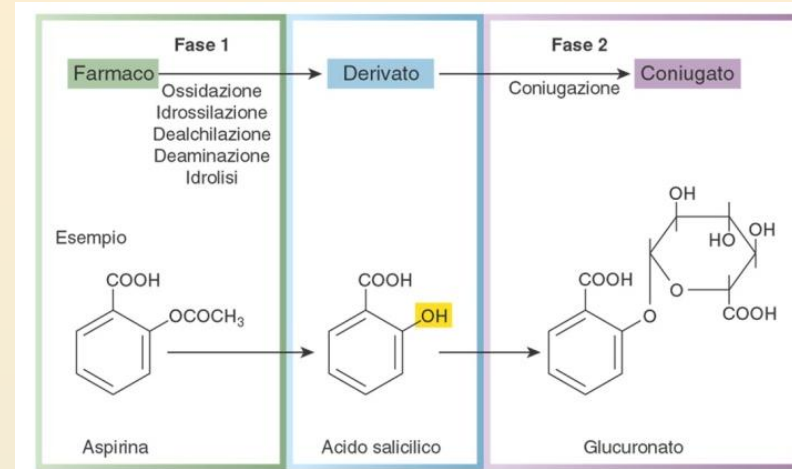 Fase 1
Farmaco
Ossidazione
Idrossilazione
Dealchilazione
Deaminazione
Idrolisi
Derivato
Fase 2
Coniugazione
Coniugato
Esempio
COOH
OCOCH₃
Aspirina
COOH
OH
Acido salicilico
COOH
O
O
OH
HO
OH
COOH
Glucuronato